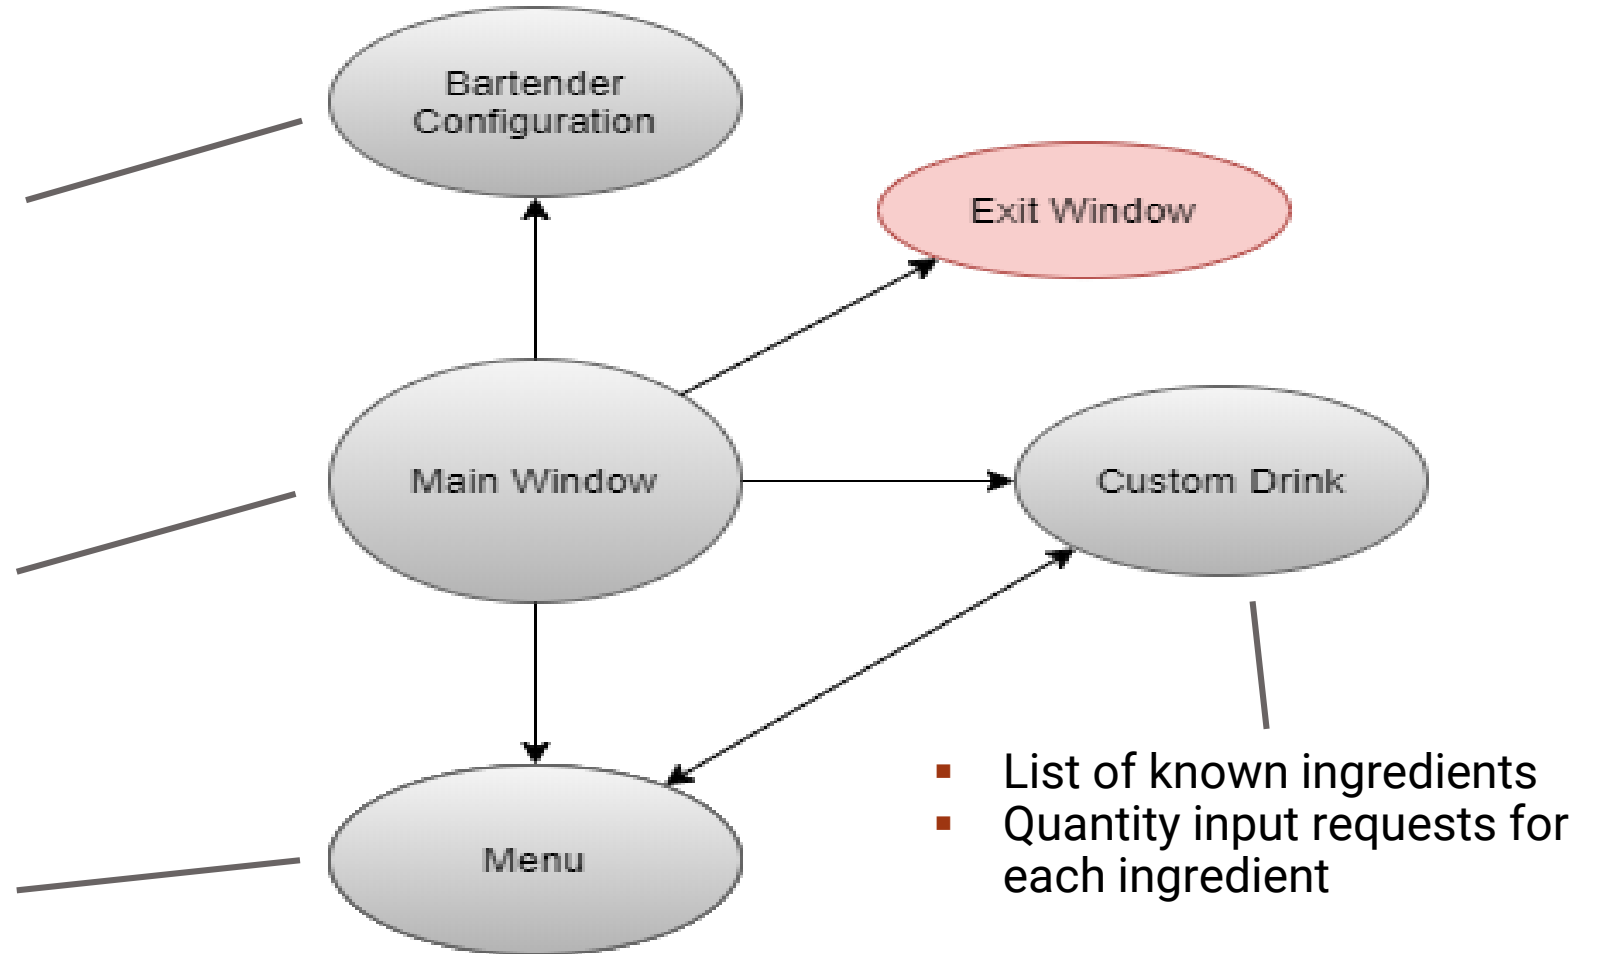 Bartender
Configuration
Exit Window
Main Window
Custom Drink
Menu
▪ List of known ingredients
▪ Quantity input requests for
each ingredient